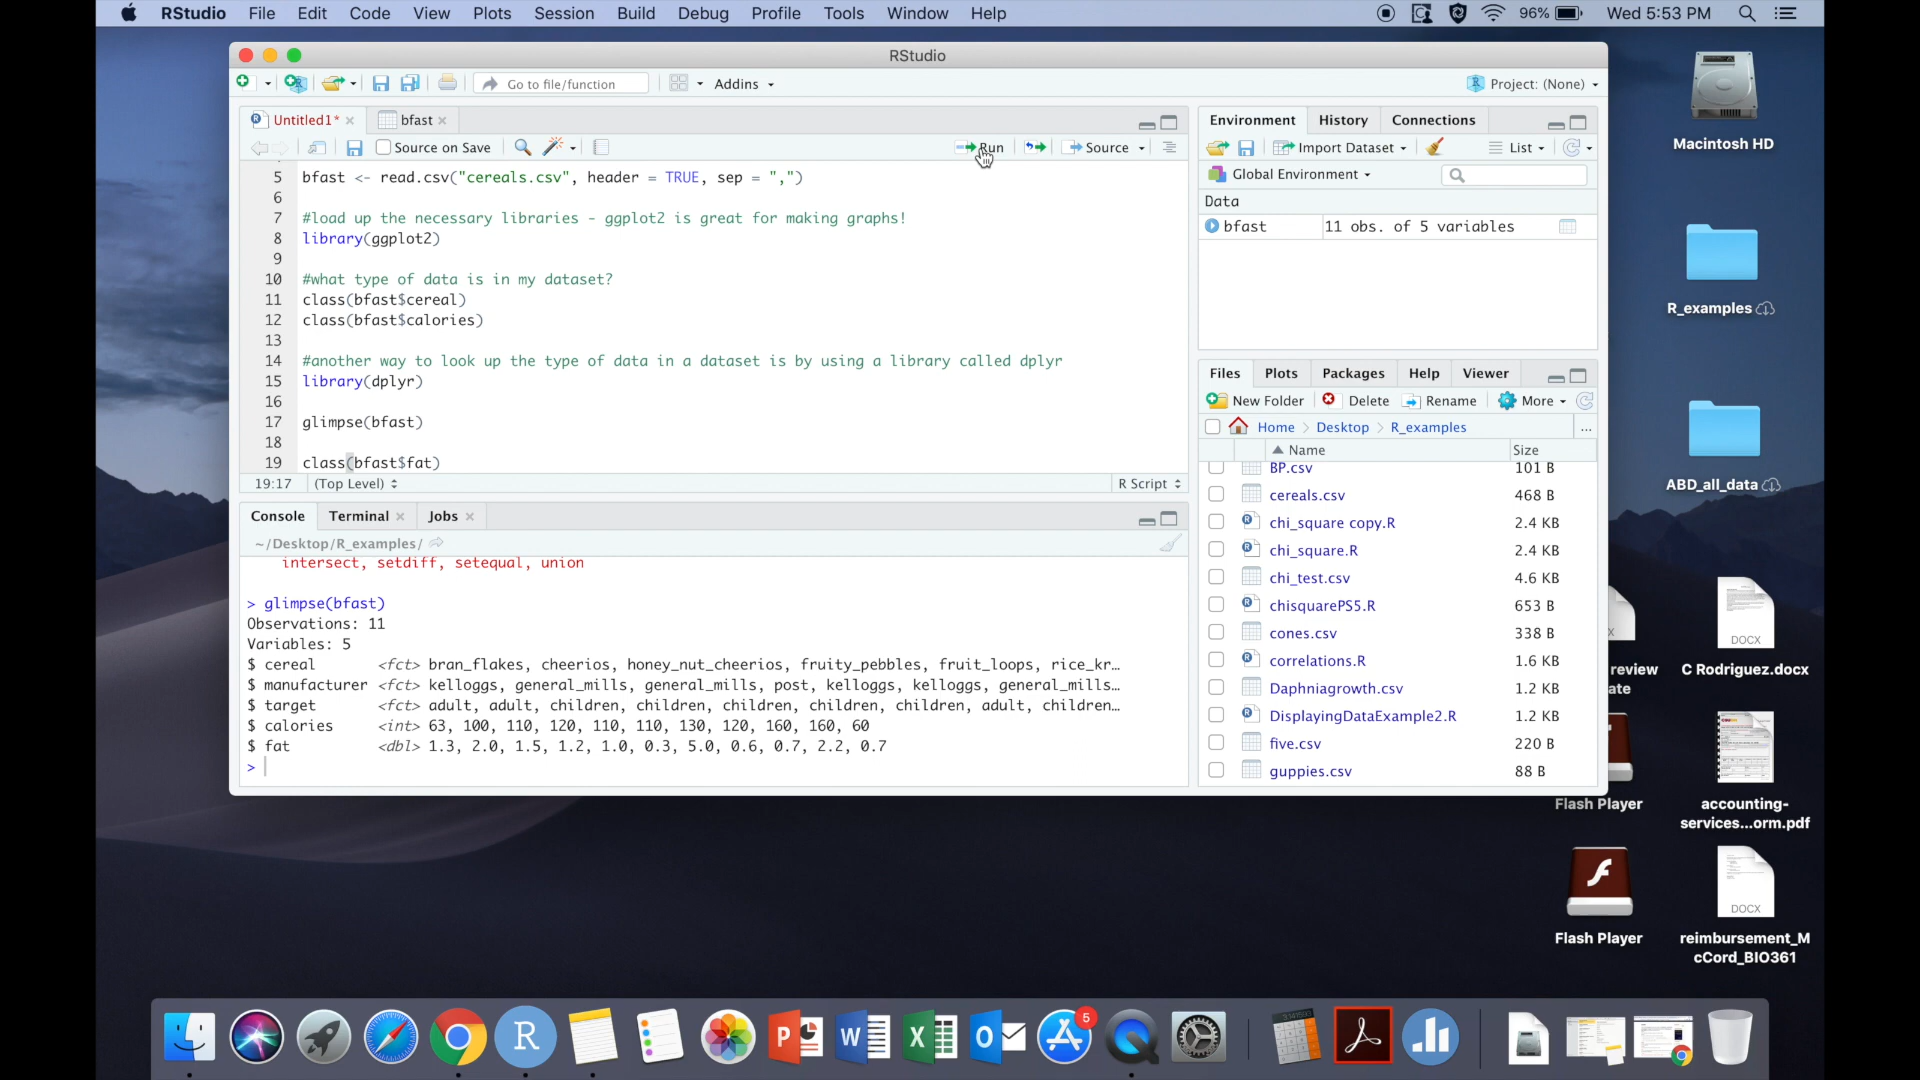 RStudio File Edit Code View Plots Session Build Debug Profile Tools Window Help 96% Wed 5:53 PM
RStudio
Go to file/function Addins Project: (None)
Untitled1* bfast
Source on Save Run Source
5 bfast <- read.csv("cereals.csv", header = TRUE, sep = ",")
6
7 #load up the necessary libraries - ggplot2 is great for making graphs!
8 library(ggplot2)
9
10 #what type of data is in my dataset?
11 class(bfast$cereal)
12 class(bfast$calories)
13
14 #another way to look up the type of data in a dataset is by using a library called dplyr
15 library(dplyr)
16
17 glimpse(bfast)
18
19 class(bfast$fat)
19:17 (Top Level) R Script
Console Terminal Jobs
~/Desktop/R_examples/
intersect, setdiff, setequal, union
> glimpse(bfast)
Observations: 11
Variables: 5
$ cereal <fct> bran_flakes, cheerios, honey_nut_cheerios, fruity_pebbles, fruit_loops, rice_kr…
$ manufacturer <fct> kelloggs, general_mills, general_mills, post, kelloggs, kelloggs, general_mills…
$ target <fct> adult, adult, children, children, children, children, children, adult, children…
$ calories <int> 63, 100, 110, 120, 110, 110, 130, 120, 160, 160, 60
$ fat <dbl> 1.3, 2.0, 1.5, 1.2, 1.0, 0.3, 5.0, 0.6, 0.7, 2.2, 0.7
>
Environment History Connections
Import Dataset List
Global Environment
Data
bfast 11 obs. of 5 variables
Files Plots Packages Help Viewer
New Folder Delete Rename More
Home Desktop R_examples ...
Name Size
BP.csv 101 B
cereals.csv 468 B
chi_square copy.R 2.4 KB
chi_square.R 2.4 KB
chi_test.csv 4.6 KB
chisquarePS5.R 653 B
cones.csv 338 B
correlations.R 1.6 KB
Daphniagrowth.csv 1.2 KB
DisplayingDataExample2.R 1.2 KB
five.csv 220 B
guppies.csv 88 B
Macintosh HD
R_examples
ABD_all_data
DOCX
review
ate
C Rodriguez.docx
Flash Player
accounting-
services...orm.pdf
DOCX
Flash Player
reimbursement_M
cCord_BIO361
5